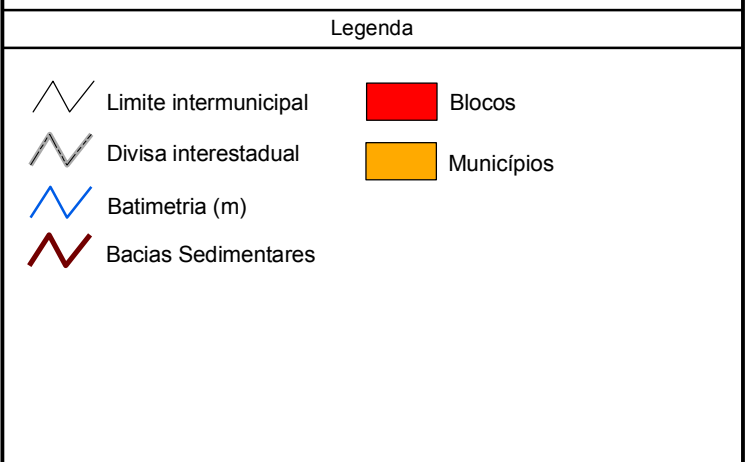 Legenda
Limite intermunicipal
Divisa interestadual
Batimetria (m)
Bacias Sedimentares
Blocos
Municípios